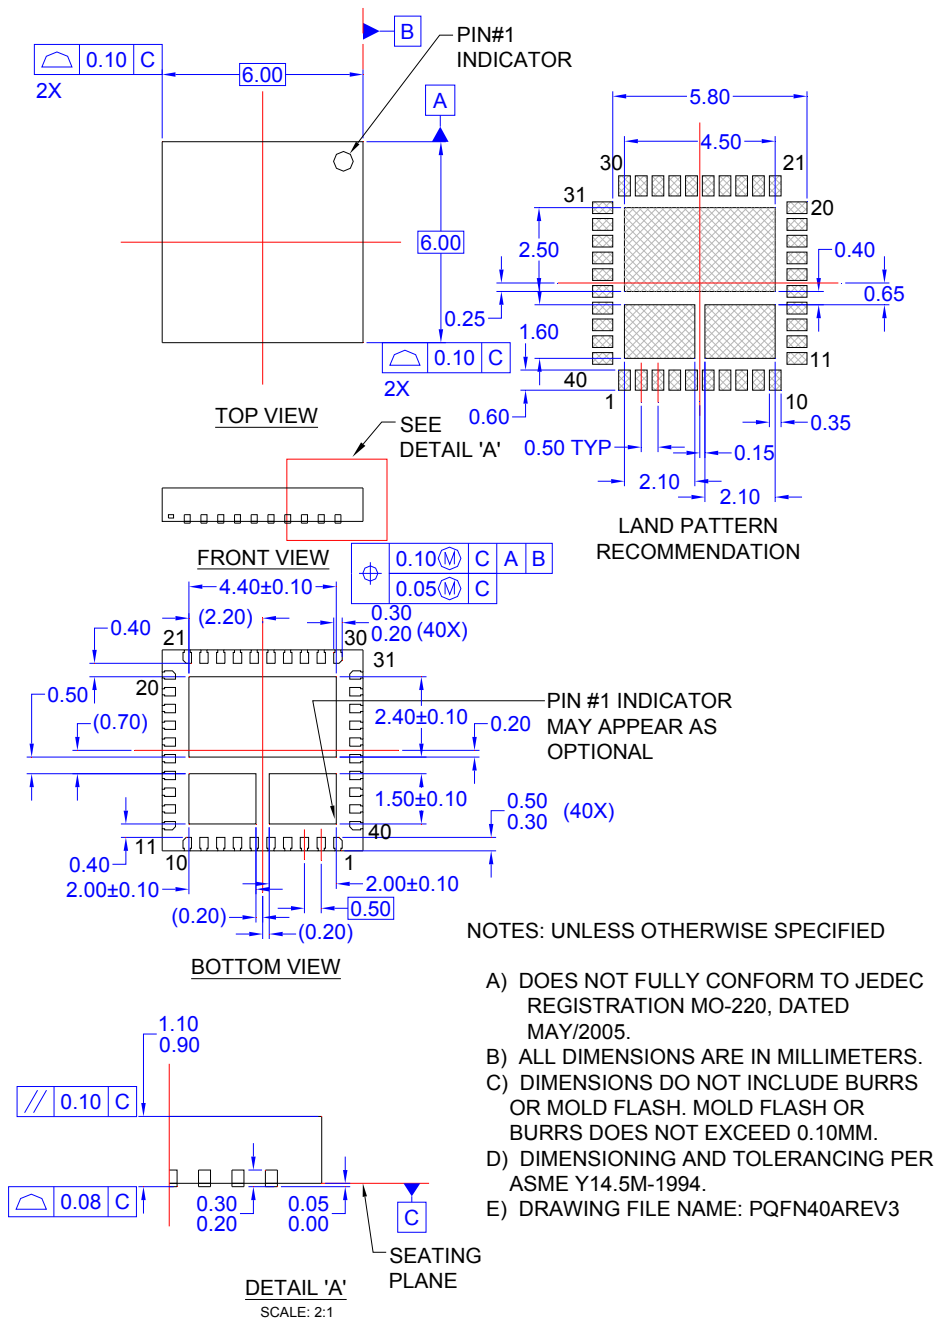 B
PIN#1
INDICATOR
0.10 C
2X
6.00
A
6.00
0.10 C
2X
TOP VIEW
5.80
4.50
30
21
31
20
2.50
0.40
0.65
0.25
1.60
11
40
1
10
0.60
0.35
0.50 TYP
0.15
2.10
2.10
LAND PATTERN
RECOMMENDATION
SEE
DETAIL 'A'
FRONT VIEW
0.10Ⓜ C A B
0.05Ⓜ C
4.40±0.10
(2.20)
0.30
0.20 (40X)
0.40
21
30
31
20
0.50
(0.70)
2.40±0.10
0.20
PIN #1 INDICATOR
MAY APPEAR AS
OPTIONAL
1.50±0.10
0.50
0.30 (40X)
40
11
10
1
0.40
2.00±0.10
2.00±0.10
(0.20)
0.50
(0.20)
BOTTOM VIEW
NOTES: UNLESS OTHERWISE SPECIFIED
A) DOES NOT FULLY CONFORM TO JEDEC
REGISTRATION MO-220, DATED
MAY/2005.
B) ALL DIMENSIONS ARE IN MILLIMETERS.
C) DIMENSIONS DO NOT INCLUDE BURRS
OR MOLD FLASH. MOLD FLASH OR
BURRS DOES NOT EXCEED 0.10MM.
D) DIMENSIONING AND TOLERANCING PER
ASME Y14.5M-1994.
E) DRAWING FILE NAME: PQFN40AREV3
1.10
0.90
// 0.10 C
0.08 C
0.30
0.20
0.05
0.00
C
SEATING
PLANE
DETAIL 'A'
SCALE: 2:1